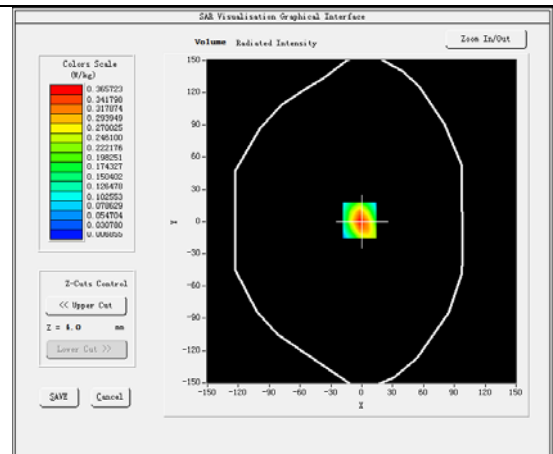 SAR Visualisation Graphical Interface
Volume Radiated Intensity
Zoom In/Out
Colors Scale
(W/kg)
0.365723
0.341798
0.317874
0.293949
0.270025
0.246100
0.222176
0.198251
0.174327
0.150402
0.126478
0.102553
0.078629
0.054704
0.030780
Z-Cuts Control
<< Upper Cut
Z = mm
Lower Cut >>
SAVE Cancel
150
120
90
60
30
0
-30
-60
-90
-120
-150
Y
-150 -120 -90 -60 -30 0 30 60 90 120 150
X